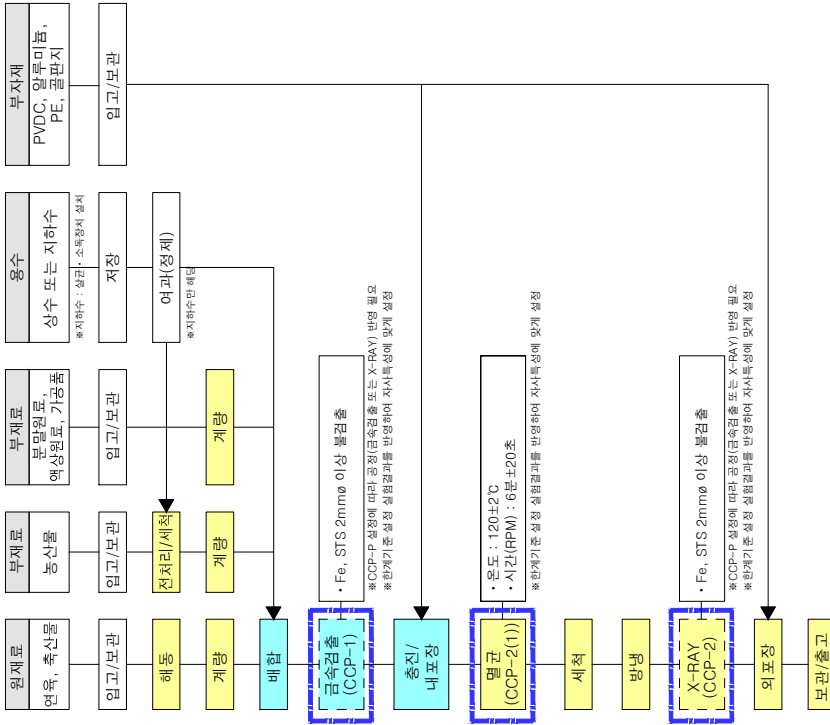 원재료
연육, 축산물
입고/보관
해동
계량
배합
금속검출
(CCP-1)
충진/
내포장
멸균
(CCP-2(1))
세척
방냉
X-RAY
(CCP-2)
외포장
보관/출고
부재료
농산물
입고/보관
전처리/세척
계량
부재료
분말원료,
액상원료, 가공품
입고/보관
계량
용수
상수 또는 지하수
※지하수 : 살균·소독장치 설치
저장
여과(정제)
※지하수만 해당
부자재
PVDC, 알루미늄,
PE, 골판지
입고/보관
• Fe, STS 2mmø 이상 불검출
※CCP-P 설정에 따라 공정(금속검출 또는 X-RAY) 반영 필요
※한계기준 설정 실험결과를 반영하여 자사특성에 맞게 설정
• 온도 : 120±2℃
• 시간(RPM) : 6분±20초
※한계기준 설정 실험결과를 반영하여 자사특성에 맞게 설정
• Fe, STS 2mmø 이상 불검출
※CCP-P 설정에 따라 공정(금속검출 또는 X-RAY) 반영 필요
※한계기준 설정 실험결과를 반영하여 자사특성에 맞게 설정